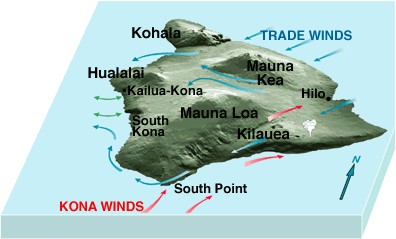 Kohala
TRADE WINDS
Hualalai
Mauna
Kea
Kailua-Kona
Hilo
South
Kona
Mauna Loa
Kilauea
N
South Point
KONA WINDS